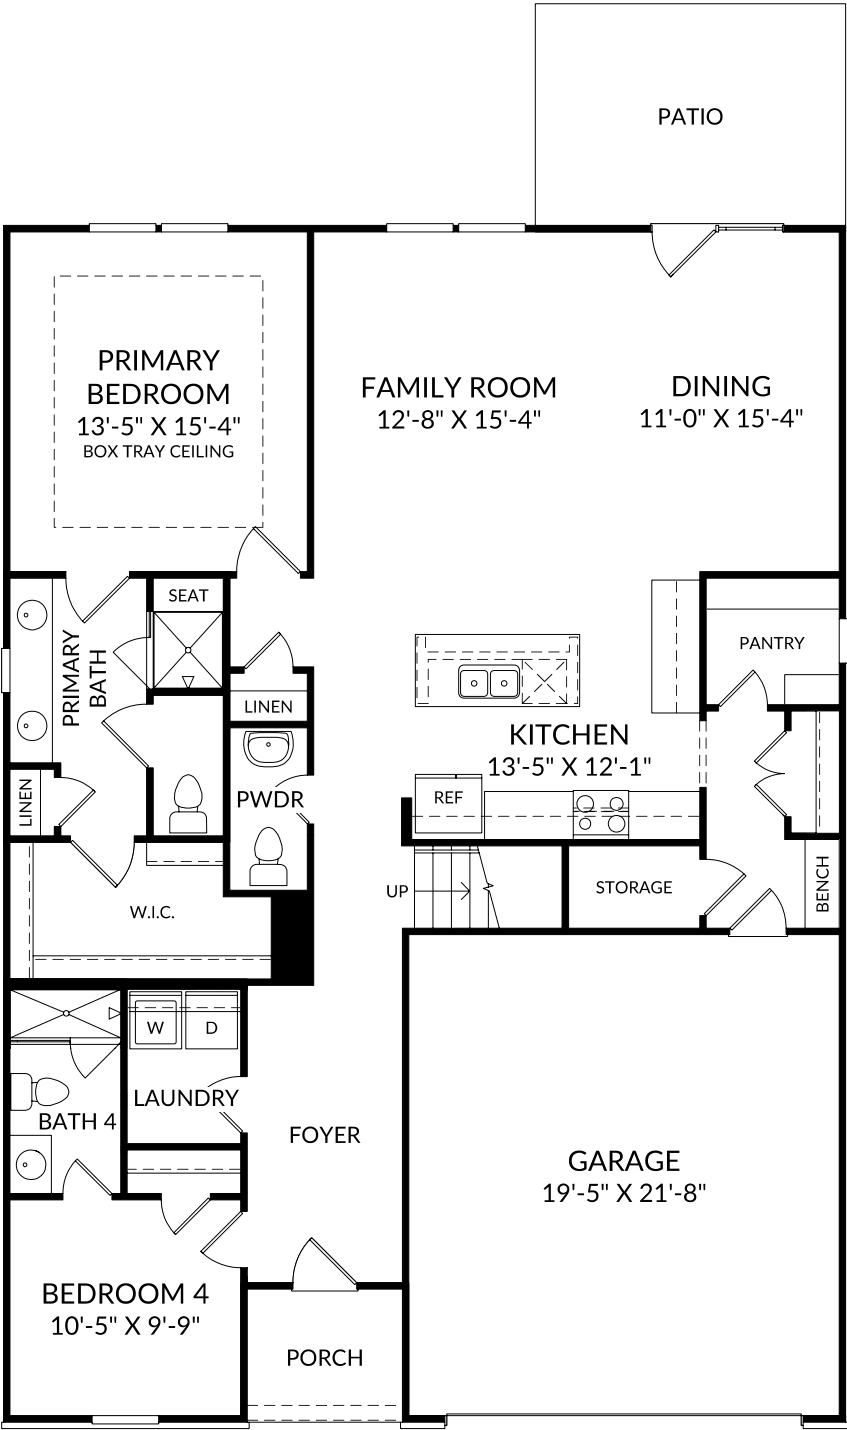 PATIO
PRIMARY
BEDROOM
13'-5" X 15'-4"
BOX TRAY CEILING
FAMILY ROOM
12'-8" X 15'-4"
DINING
11'-0" X 15'-4"
SEAT
PRIMARY
BATH
PANTRY
LINEN
KITCHEN
13'-5" X 12'-1"
LINEN
PWDR
REF
UP
STORAGE
BENCH
W.I.C.
W
D
LAUNDRY
BATH 4
FOYER
GARAGE
19'-5" X 21'-8"
BEDROOM 4
10'-5" X 9'-9"
PORCH